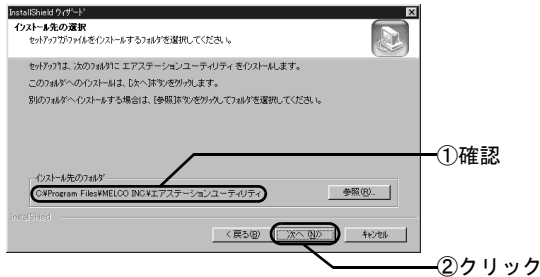 InstallShield ウィザード
インストール先の選択
セットアップがファイルをインストールするフォルダを選択してください。
セットアップは、次のフォルダに エアステーションユーティリティ をインストールします。
このフォルダへのインストールは、[次へ]ボタンをクリックします。
別のフォルダへインストールする場合は、[参照]ボタンをクリックしてフォルダを選択してください。
①確認
インストール先のフォルダ
C:¥Program Files¥MELCO INC.¥エアステーションユーティリティ
参照(R)...
InstallShield
< 戻る(B)
次へ(N)>
キャンセル
②クリック